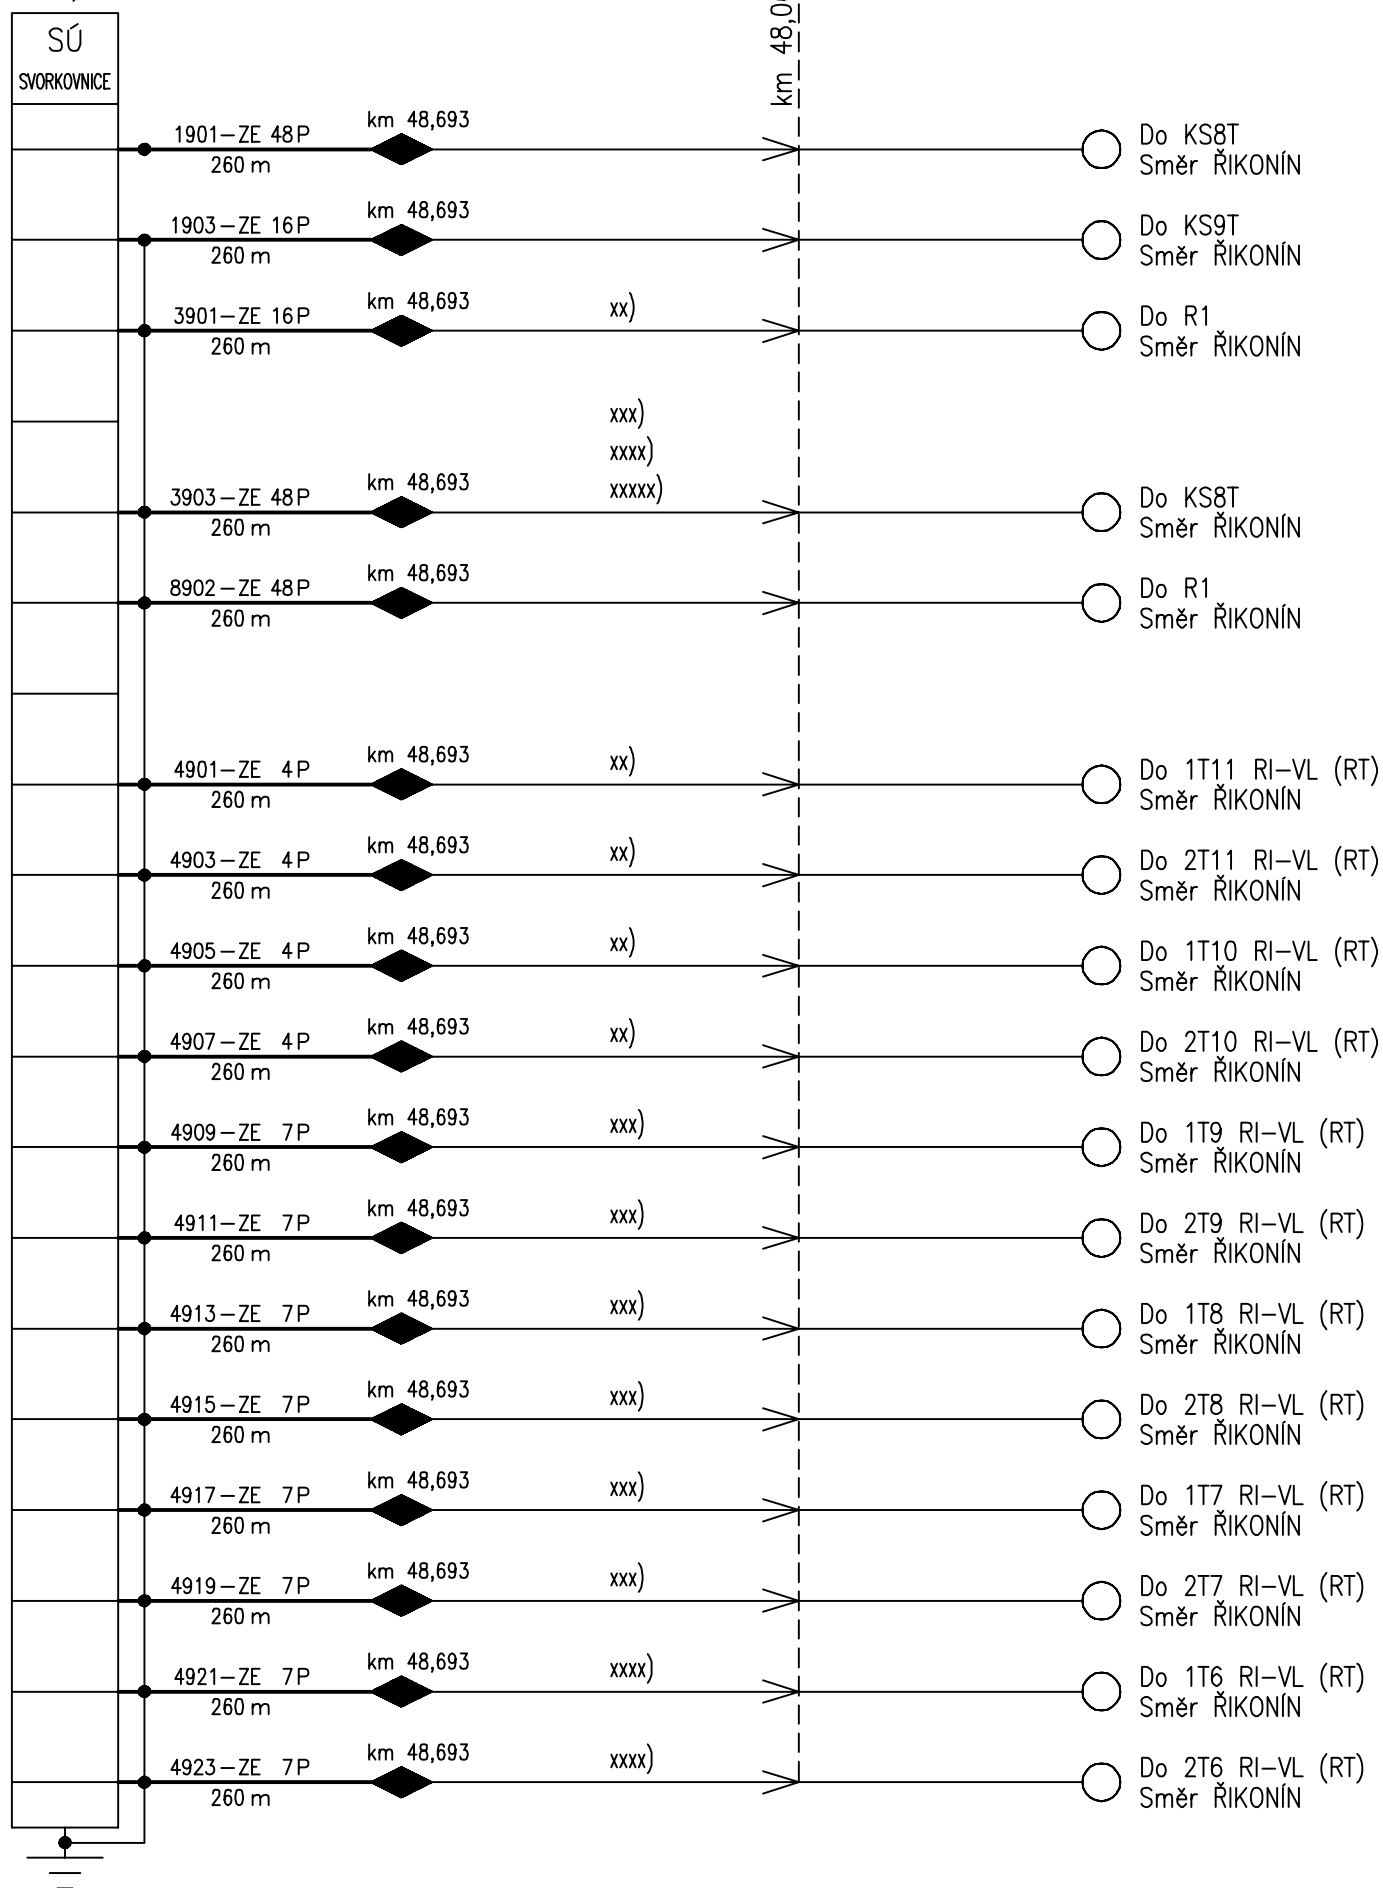 SÚ
SVORKOVNICE
km 48,0
1901-ZE 48P
260 m
km 48,693
Do KS8T
Směr ŘIKONÍN
1903-ZE 16P
260 m
km 48,693
Do KS9T
Směr ŘIKONÍN
3901-ZE 16P
260 m
km 48,693
xx)
Do R1
Směr ŘIKONÍN
xxx)
xxxx)
xxxxx)
3903-ZE 48P
260 m
km 48,693
Do KS8T
Směr ŘIKONÍN
8902-ZE 48P
260 m
km 48,693
Do R1
Směr ŘIKONÍN
4901-ZE 4P
260 m
km 48,693
xx)
Do 1T11 RI-VL (RT)
Směr ŘIKONÍN
4903-ZE 4P
260 m
km 48,693
xx)
Do 2T11 RI-VL (RT)
Směr ŘIKONÍN
4905-ZE 4P
260 m
km 48,693
xx)
Do 1T10 RI-VL (RT)
Směr ŘIKONÍN
4907-ZE 4P
260 m
km 48,693
xx)
Do 2T10 RI-VL (RT)
Směr ŘIKONÍN
4909-ZE 7P
260 m
km 48,693
xxx)
Do 1T9 RI-VL (RT)
Směr ŘIKONÍN
4911-ZE 7P
260 m
km 48,693
xxx)
Do 2T9 RI-VL (RT)
Směr ŘIKONÍN
4913-ZE 7P
260 m
km 48,693
xxx)
Do 1T8 RI-VL (RT)
Směr ŘIKONÍN
4915-ZE 7P
260 m
km 48,693
xxx)
Do 2T8 RI-VL (RT)
Směr ŘIKONÍN
4917-ZE 7P
260 m
km 48,693
xxx)
Do 1T7 RI-VL (RT)
Směr ŘIKONÍN
4919-ZE 7P
260 m
km 48,693
xxx)
Do 2T7 RI-VL (RT)
Směr ŘIKONÍN
4921-ZE 7P
260 m
km 48,693
xxxx)
Do 1T6 RI-VL (RT)
Směr ŘIKONÍN
4923-ZE 7P
260 m
km 48,693
xxxx)
Do 2T6 RI-VL (RT)
Směr ŘIKONÍN